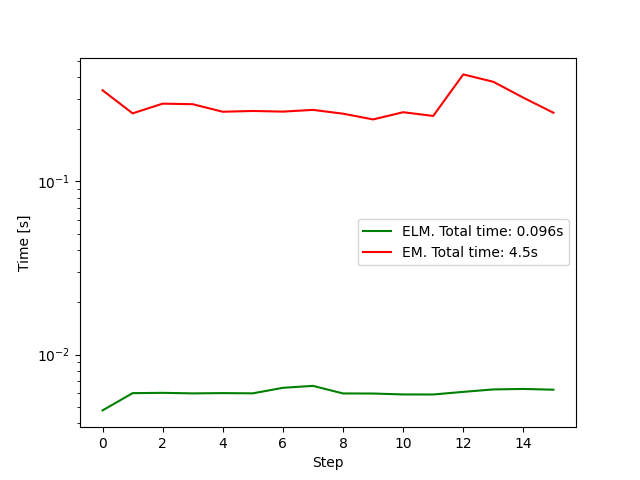 Time [s]
10⁻¹
10⁻²
ELM. Total time: 0.096s
EM. Total time: 4.5s
0 2 4 6 8 10 12 14
Step